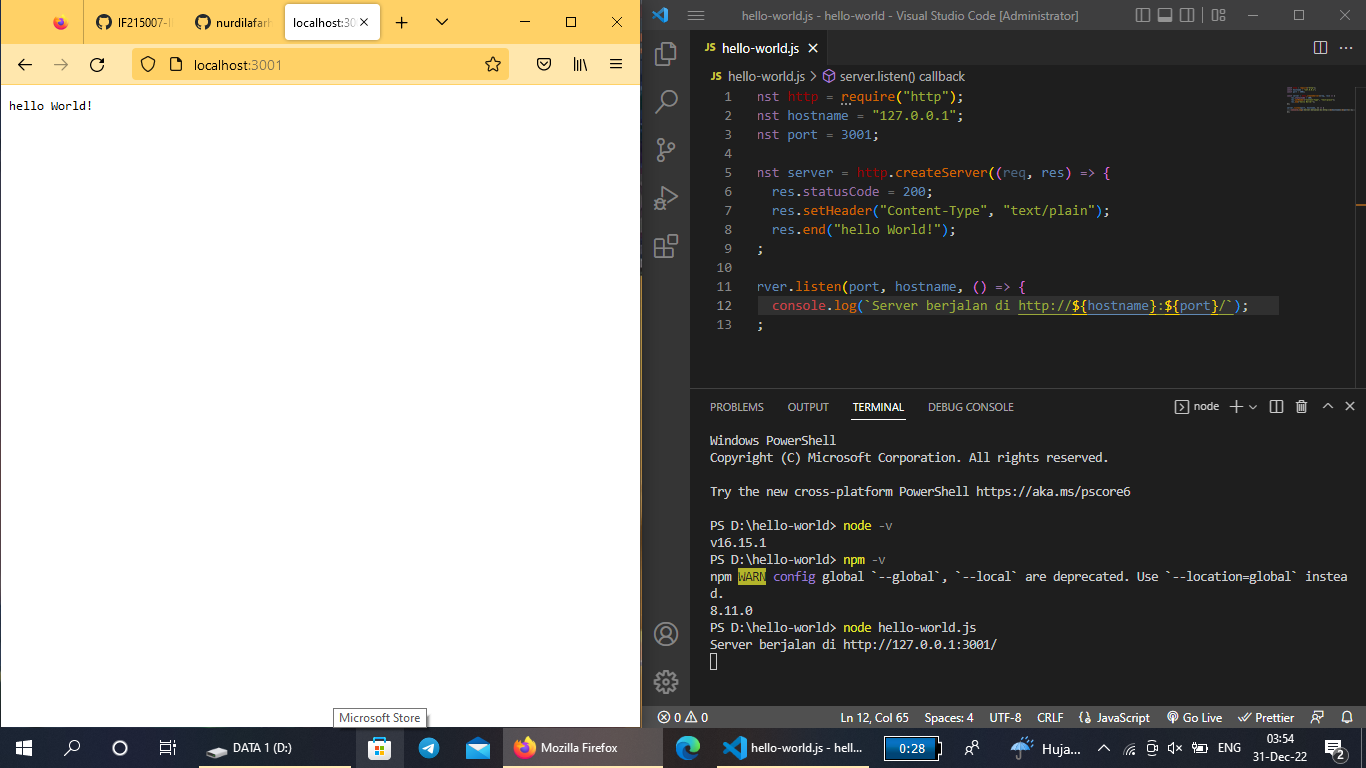 IF215007-I
nurdilafarh
localhost:300
localhost:3001
hello World!
hello-world.js - hello-world - Visual Studio Code [Administrator]
JS hello-world.js
JS hello-world.js > server.listen() callback
1 nst http = require("http");
2 nst hostname = "127.0.0.1";
3 nst port = 3001;
4
5 nst server = http.createServer((req, res) => {
6 res.statusCode = 200;
7 res.setHeader("Content-Type", "text/plain");
8 res.end("hello World!");
9 ;
10
11 rver.listen(port, hostname, () => {
12 console.log(`Server berjalan di http://${hostname}:${port}/`);
13 ;
PROBLEMS OUTPUT TERMINAL DEBUG CONSOLE node
Windows PowerShell
Copyright (C) Microsoft Corporation. All rights reserved.
Try the new cross-platform PowerShell https://aka.ms/pscore6
PS D:\hello-world> node -v
v16.15.1
PS D:\hello-world> npm -v
npm WARN config global `--global`, `--local` are deprecated. Use `--location=global` instea
d.
8.11.0
PS D:\hello-world> node hello-world.js
Server berjalan di http://127.0.0.1:3001/
Microsoft Store
0 0 Ln 12, Col 65 Spaces: 4 UTF-8 CRLF JavaScript Go Live Prettier
DATA 1 (D:) Mozilla Firefox hello-world.js - hell... 0:28 Huja... ENG
03:54
31-Dec-22
2